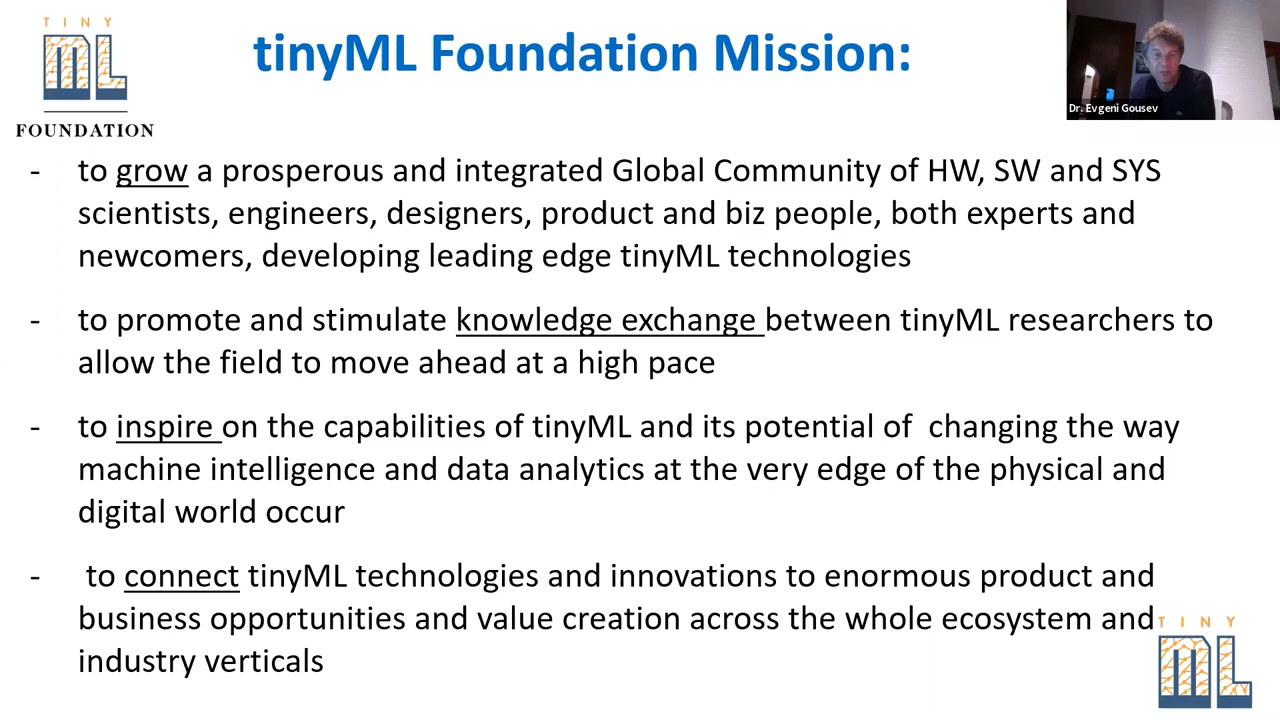 TINY
ML
FOUNDATION
tinyML Foundation Mission:
Dr. Evgeni Gousev
- to grow a prosperous and integrated Global Community of HW, SW and SYS
scientists, engineers, designers, product and biz people, both experts and
newcomers, developing leading edge tinyML technologies
- to promote and stimulate knowledge exchange between tinyML researchers to
allow the field to move ahead at a high pace
- to inspire on the capabilities of tinyML and its potential of  changing the way
machine intelligence and data analytics at the very edge of the physical and
digital world occur
- to connect tinyML technologies and innovations to enormous product and
business opportunities and value creation across the whole ecosystem and
industry verticals
TINY
ML